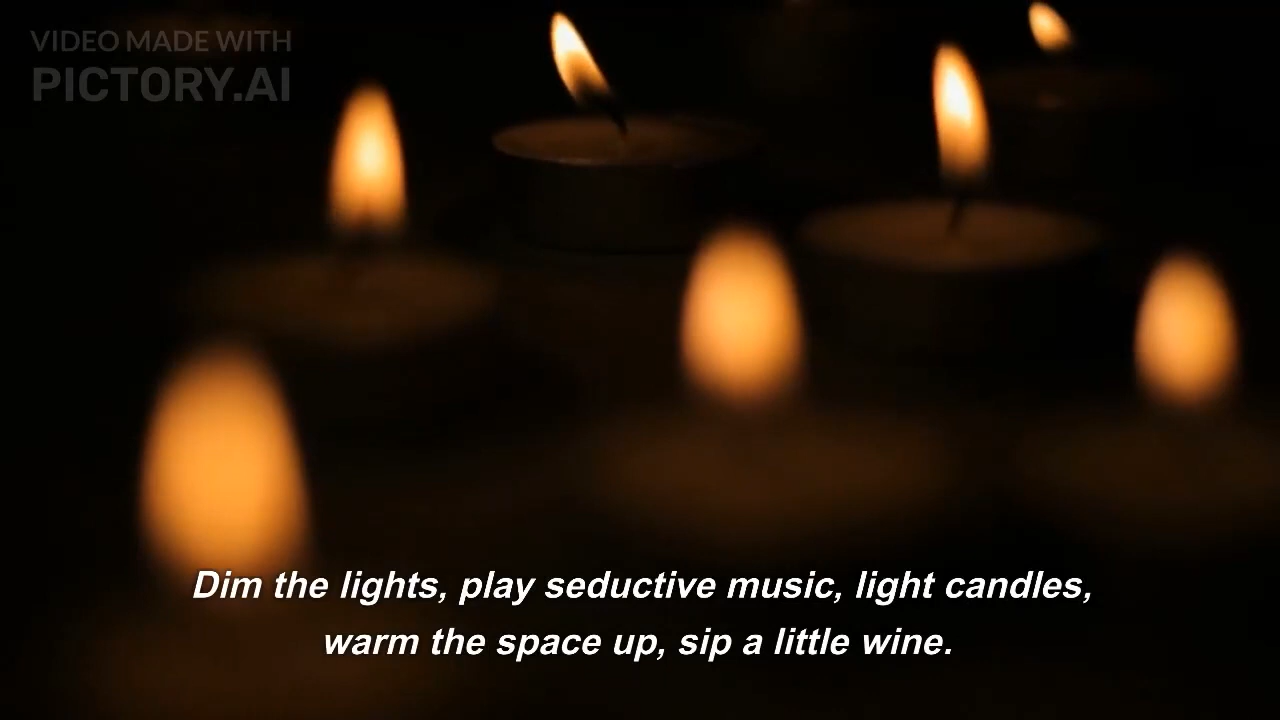 VIDEO MADE WITH
PICTORY.AI
Dim the lights, play seductive music, light candles,
warm the space up, sip a little wine.